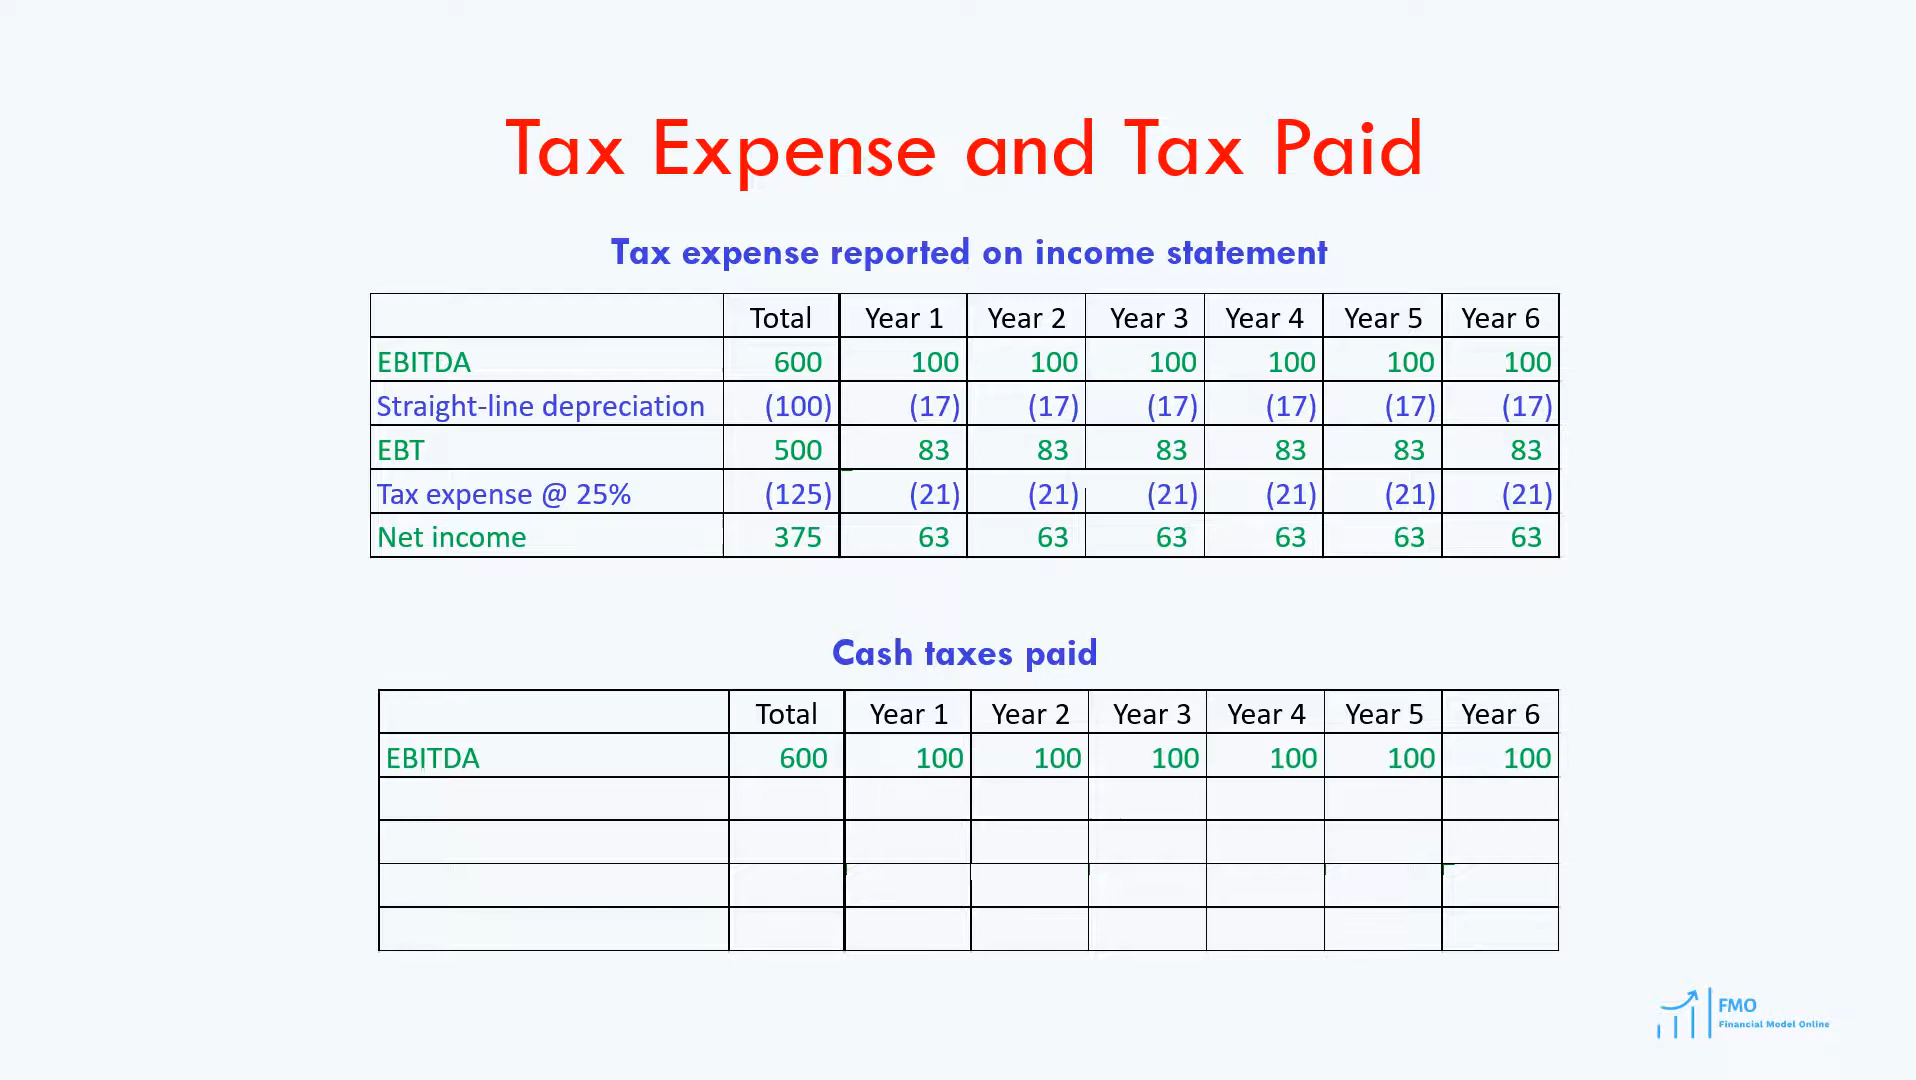 Tax Expense and Tax Paid
Tax expense reported on income statement
Total Year 1 Year 2 Year 3 Year 4 Year 5 Year 6
EBITDA 600 100 100 100 100 100 100
Straight-line depreciation (100) (17) (17) (17) (17) (17) (17)
EBT 500 83 83 83 83 83 83
Tax expense @ 25% (125) (21) (21) (21) (21) (21) (21)
Net income 375 63 63 63 63 63 63
Cash taxes paid
Total Year 1 Year 2 Year 3 Year 4 Year 5 Year 6
EBITDA 600 100 100 100 100 100 100
FMO
Financial Model Online